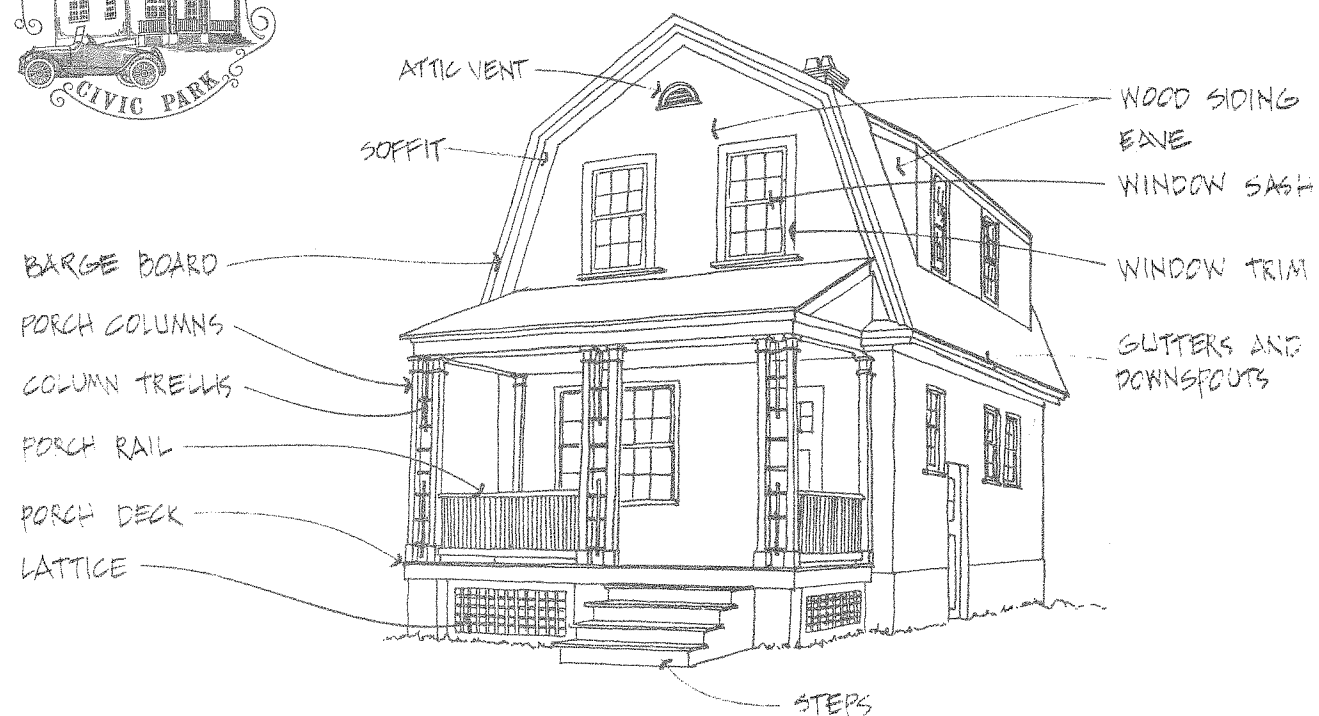 CIVIC PARK
ATTIC VENT
SOFFIT
BARGE BOARD
PORCH COLUMNS
COLUMN TRELLIS
PORCH RAIL
PORCH DECK
LATTICE
WOOD SIDING
EAVE
WINDOW SASH
WINDOW TRIM
GUTTERS AND
DOWNSPOUTS
STEPS